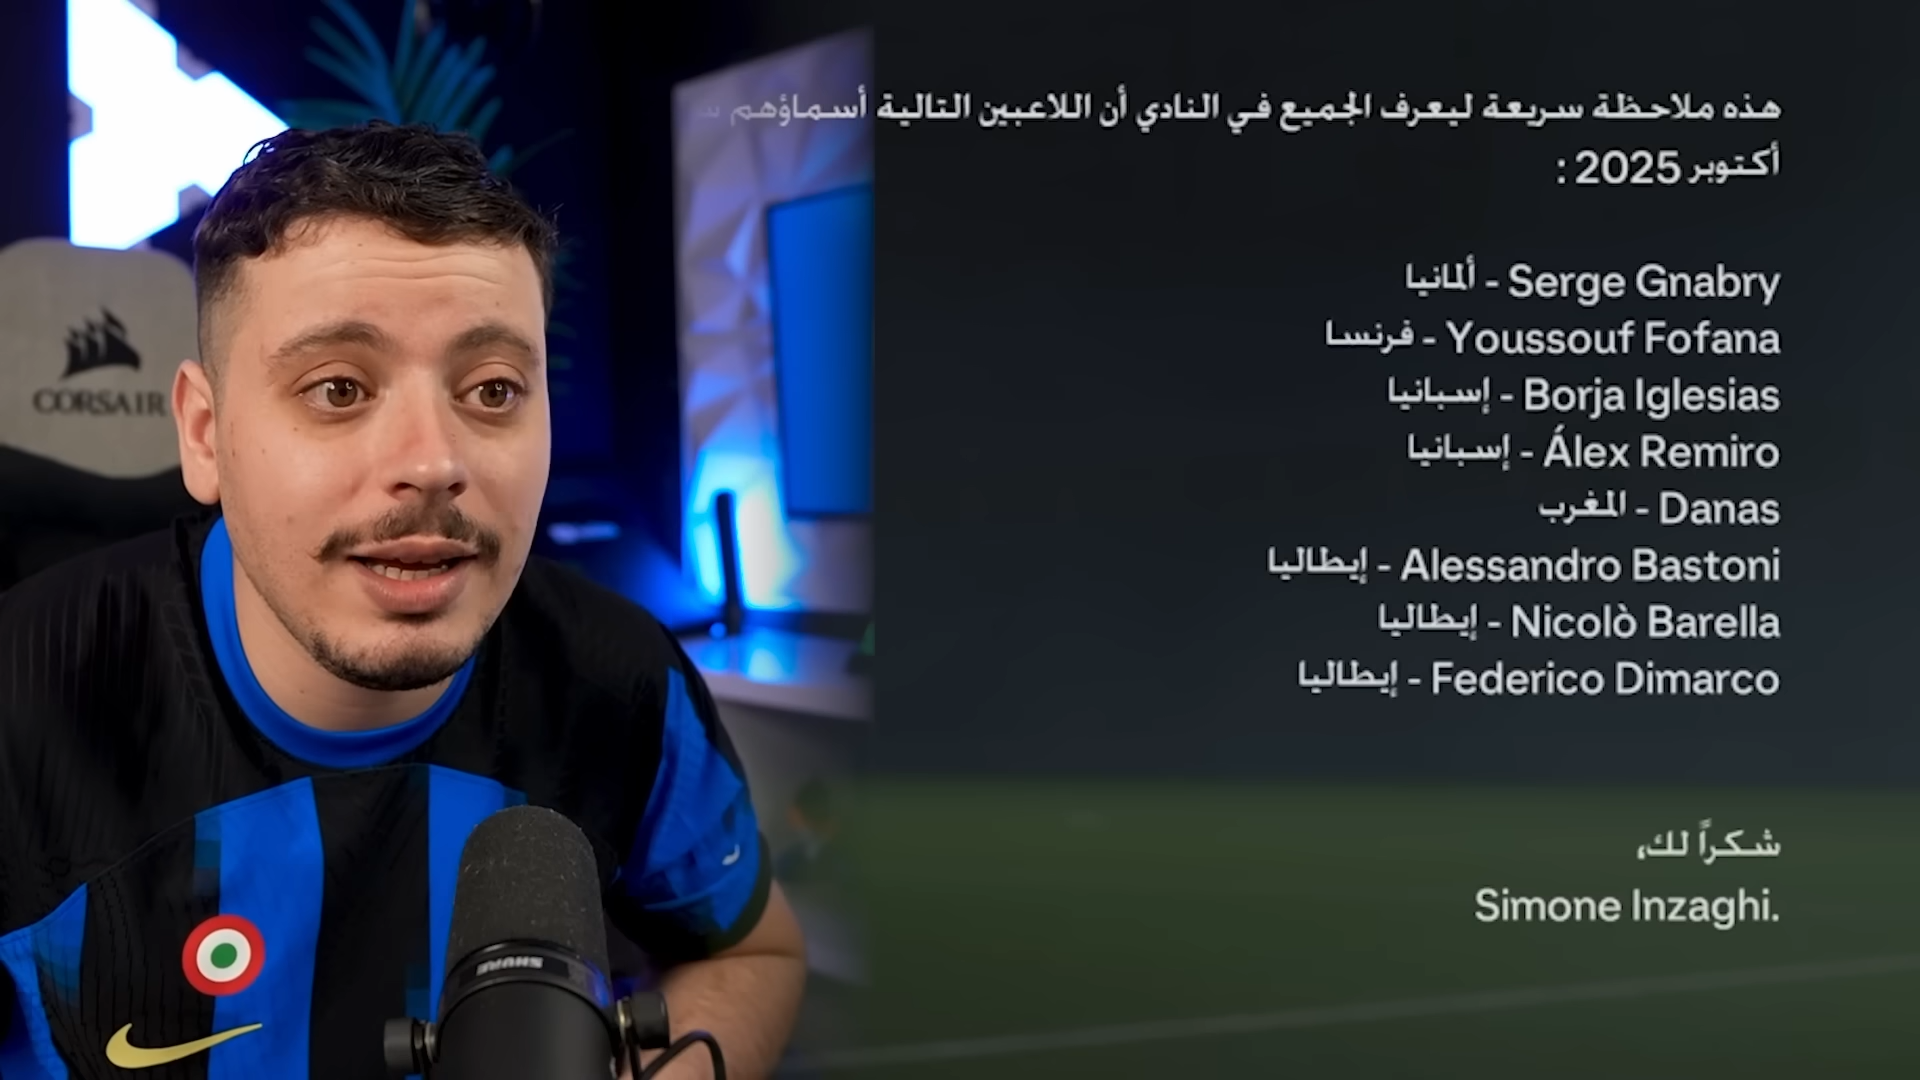 هذه ملاحظة سريعة ليعرف الجميع في النادي أن اللاعبين التالية أسماؤهم
أكتوبر 2025 :
Serge Gnabry - ألمانيا
Youssouf Fofana - فرنسا
Borja Iglesias - إسبانيا
Álex Remiro - إسبانيا
Danas - المغرب
Alessandro Bastoni - إيطاليا
Nicolò Barella - إيطاليا
Federico Dimarco - إيطاليا
شكراً لك،
Simone Inzaghi.
CORSAIR
SHURE